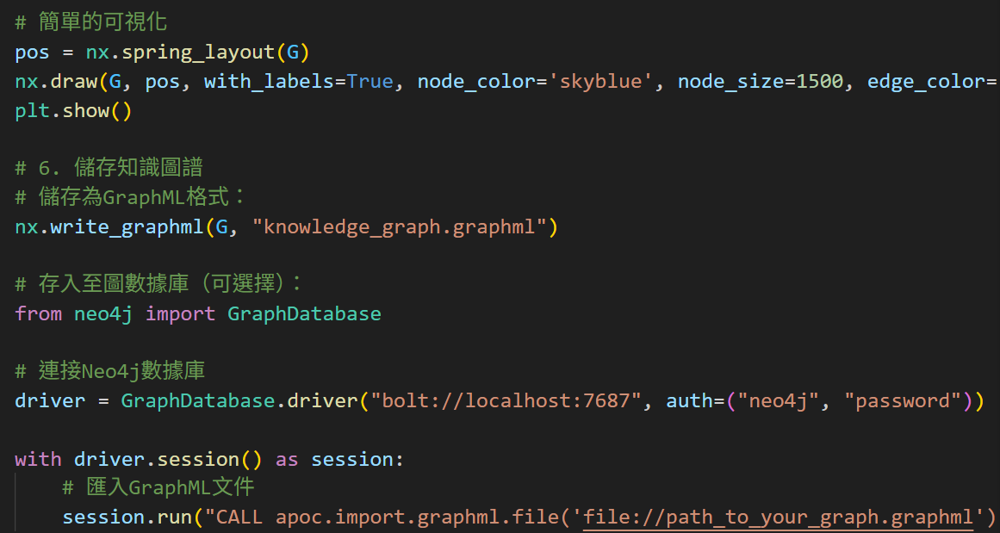 # 簡單的可視化
pos = nx.spring_layout(G)
nx.draw(G, pos, with_labels=True, node_color='skyblue', node_size=1500, edge_color=
plt.show()
# 6. 儲存知識圖譜
# 儲存為GraphML格式：
nx.write_graphml(G, "knowledge_graph.graphml")
# 存入至圖數據庫（可選擇）：
from neo4j import GraphDatabase
# 連接Neo4j數據庫
driver = GraphDatabase.driver("bolt://localhost:7687", auth=("neo4j", "password"))
with driver.session() as session:
# 匯入GraphML文件
session.run("CALL apoc.import.graphml.file('file://path_to_your_graph.graphml')